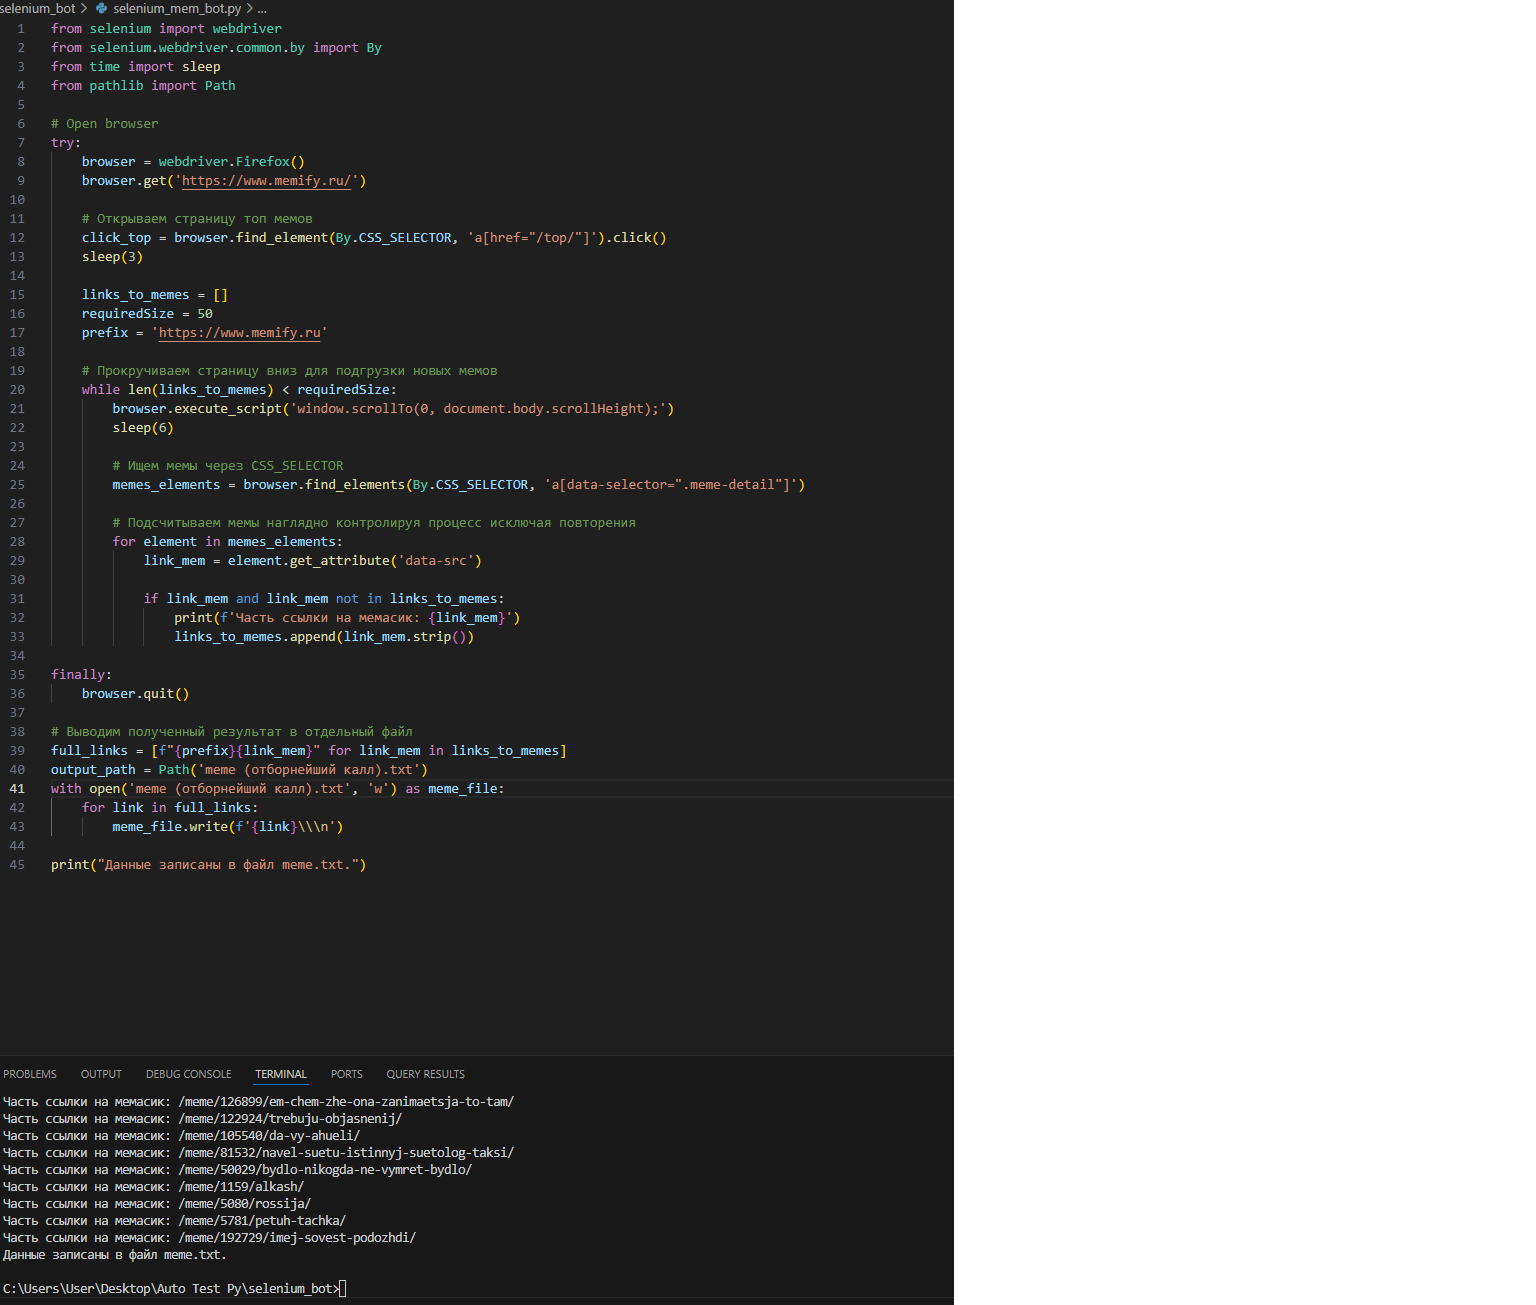 selenium_bot > selenium_mem_bot.py > ...
1 from selenium import webdriver
2 from selenium.webdriver.common.by import By
3 from time import sleep
4 from pathlib import Path
5
6 # Open browser
7 try:
8     browser = webdriver.Firefox()
9     browser.get('https://www.memify.ru/')
10
11     # Открываем страницу топ мемов
12     click_top = browser.find_element(By.CSS_SELECTOR, 'a[href="/top/"]').click()
13     sleep(3)
14
15     links_to_memes = []
16     requiredSize = 50
17     prefix = 'https://www.memify.ru'
18
19     # Прокручиваем страницу вниз для подгрузки новых мемов
20     while len(links_to_memes) < requiredSize:
21         browser.execute_script('window.scrollTo(0, document.body.scrollHeight);')
22         sleep(6)
23
24         # Ищем мемы через CSS_SELECTOR
25         memes_elements = browser.find_elements(By.CSS_SELECTOR, 'a[data-selector=".meme-detail"]')
26
27         # Подсчитываем мемы наглядно контролируя процесс исключая повторения
28         for element in memes_elements:
29             link_mem = element.get_attribute('data-src')
30
31             if link_mem and link_mem not in links_to_memes:
32                 print(f'Часть ссылки на мемасик: {link_mem}')
33                 links_to_memes.append(link_mem.strip())
34
35 finally:
36     browser.quit()
37
38 # Выводим полученный результат в отдельный файл
39 full_links = [f"{prefix}{link_mem}" for link_mem in links_to_memes]
40 output_path = Path('meme (отборнейший калл).txt')
41 with open('meme (отборнейший калл).txt', 'w') as meme_file:
42     for link in full_links:
43         meme_file.write(f'{link}\\\n')
44
45 print("Данные записаны в файл meme.txt.")
PROBLEMS OUTPUT DEBUG CONSOLE TERMINAL PORTS QUERY RESULTS
Часть ссылки на мемасик: /meme/126899/em-chem-zhe-ona-zanimaetsja-to-tam/
Часть ссылки на мемасик: /meme/122924/trebuju-objasnenij/
Часть ссылки на мемасик: /meme/105540/da-vy-ahueli/
Часть ссылки на мемасик: /meme/81532/navel-suetu-istinnyj-suetolog-taksi/
Часть ссылки на мемасик: /meme/50029/bydlo-nikogda-ne-vymret-bydlo/
Часть ссылки на мемасик: /meme/1159/alkash/
Часть ссылки на мемасик: /meme/5080/rossija/
Часть ссылки на мемасик: /meme/5781/petuh-tachka/
Часть ссылки на мемасик: /meme/192729/imej-sovest-podozhdi/
Данные записаны в файл meme.txt.
C:\Users\User\Desktop\Auto Test Py\selenium_bot>